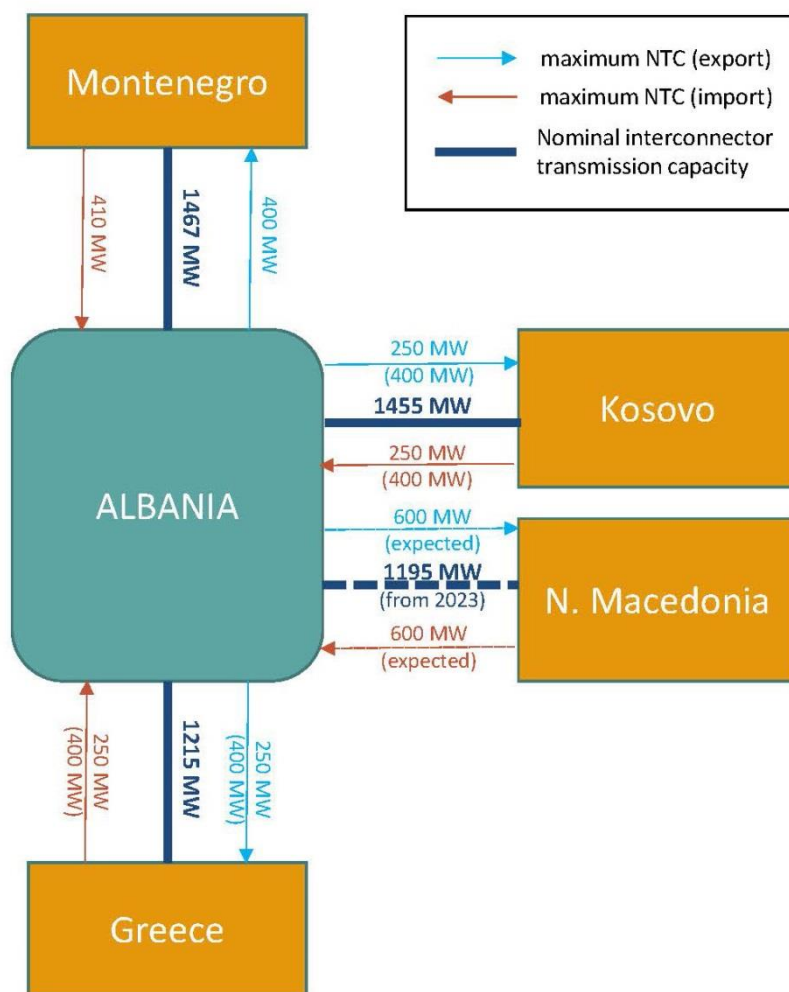 Montenegro
maximum NTC (export)
maximum NTC (import)
Nominal interconnector
transmission capacity
410 MW
1467 MW
400 MW
ALBANIA
250 MW
(400 MW)
1455 MW
250 MW
(400 MW)
Kosovo
600 MW
(expected)
1195 MW
(from 2023)
600 MW
(expected)
N. Macedonia
250 MW
(400 MW)
1215 MW
250 MW
(400 MW)
Greece